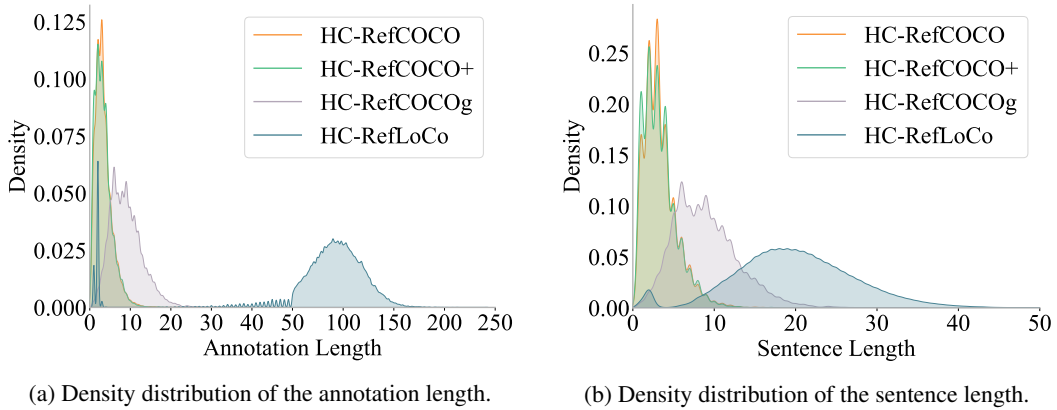 0.125
0.100
0.075
0.050
0.025
0.000
Density
HC-RefCOCO
HC-RefCOCO+
HC-RefCOCOg
HC-RefLoCo
0 10 20 30 40 50 100 150 200 250
Annotation Length
(a) Density distribution of the annotation length.
0.25
0.20
0.15
0.10
0.05
0.00
Density
HC-RefCOCO
HC-RefCOCO+
HC-RefCOCOg
HC-RefLoCo
0 10 20 30 40 50
Sentence Length
(b) Density distribution of the sentence length.